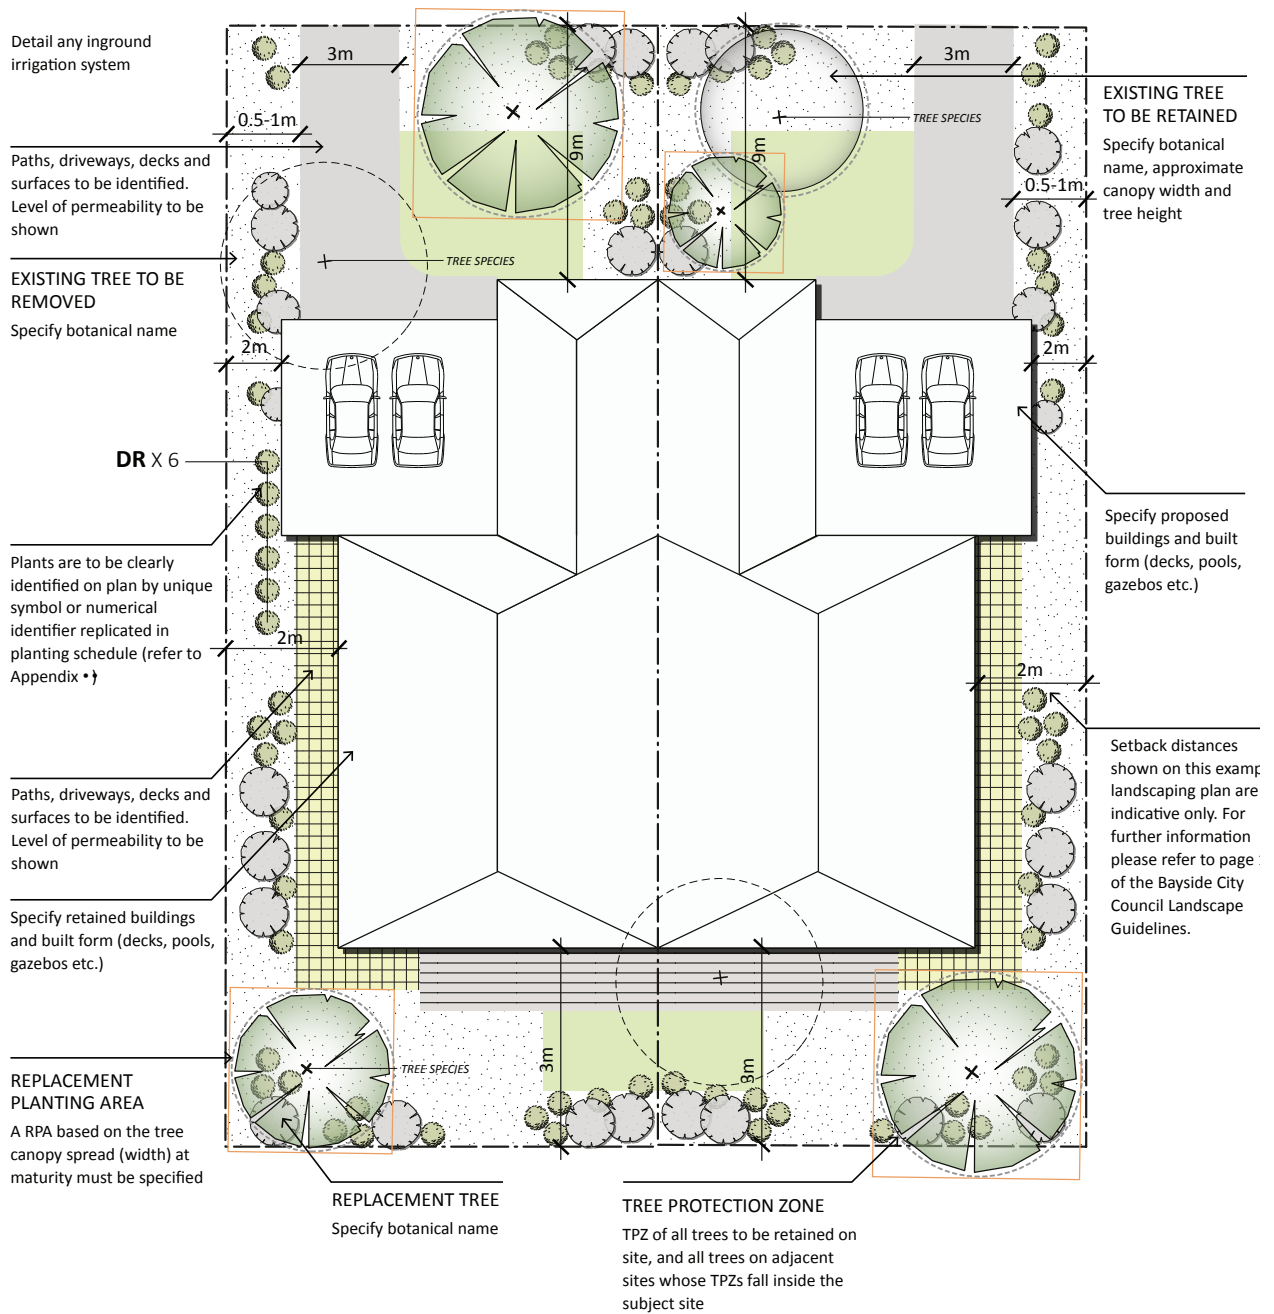 Detail any inground
irrigation system
3m
3m
9m
9m
TREE SPECIES
EXISTING TREE
TO BE RETAINED
Specify botanical
name, approximate
canopy width and
tree height
0.5-1m
Paths, driveways, decks and
surfaces to be identified.
Level of permeability to be
shown
0.5-1m
TREE SPECIES
EXISTING TREE TO BE
REMOVED
Specify botanical name
2m
2m
DR X 6
Specify proposed
buildings and built
form (decks, pools,
gazebos etc.)
Plants are to be clearly
identified on plan by unique
symbol or numerical
identifier replicated in
planting schedule (refer to
Appendix
2m
2m
Setback distances
shown on this examp
landscaping plan are
indicative only. For
further information
please refer to page
of the Bayside City
Council Landscape
Guidelines.
Paths, driveways, decks and
surfaces to be identified.
Level of permeability to be
shown
Specify retained buildings
and built form (decks, pools,
gazebos etc.)
3m
3m
TREE SPECIES
REPLACEMENT
PLANTING AREA
A RPA based on the tree
canopy spread (width) at
maturity must be specified
REPLACEMENT TREE
Specify botanical name
TREE PROTECTION ZONE
TPZ of all trees to be retained on
site, and all trees on adjacent
sites whose TPZs fall inside the
subject site